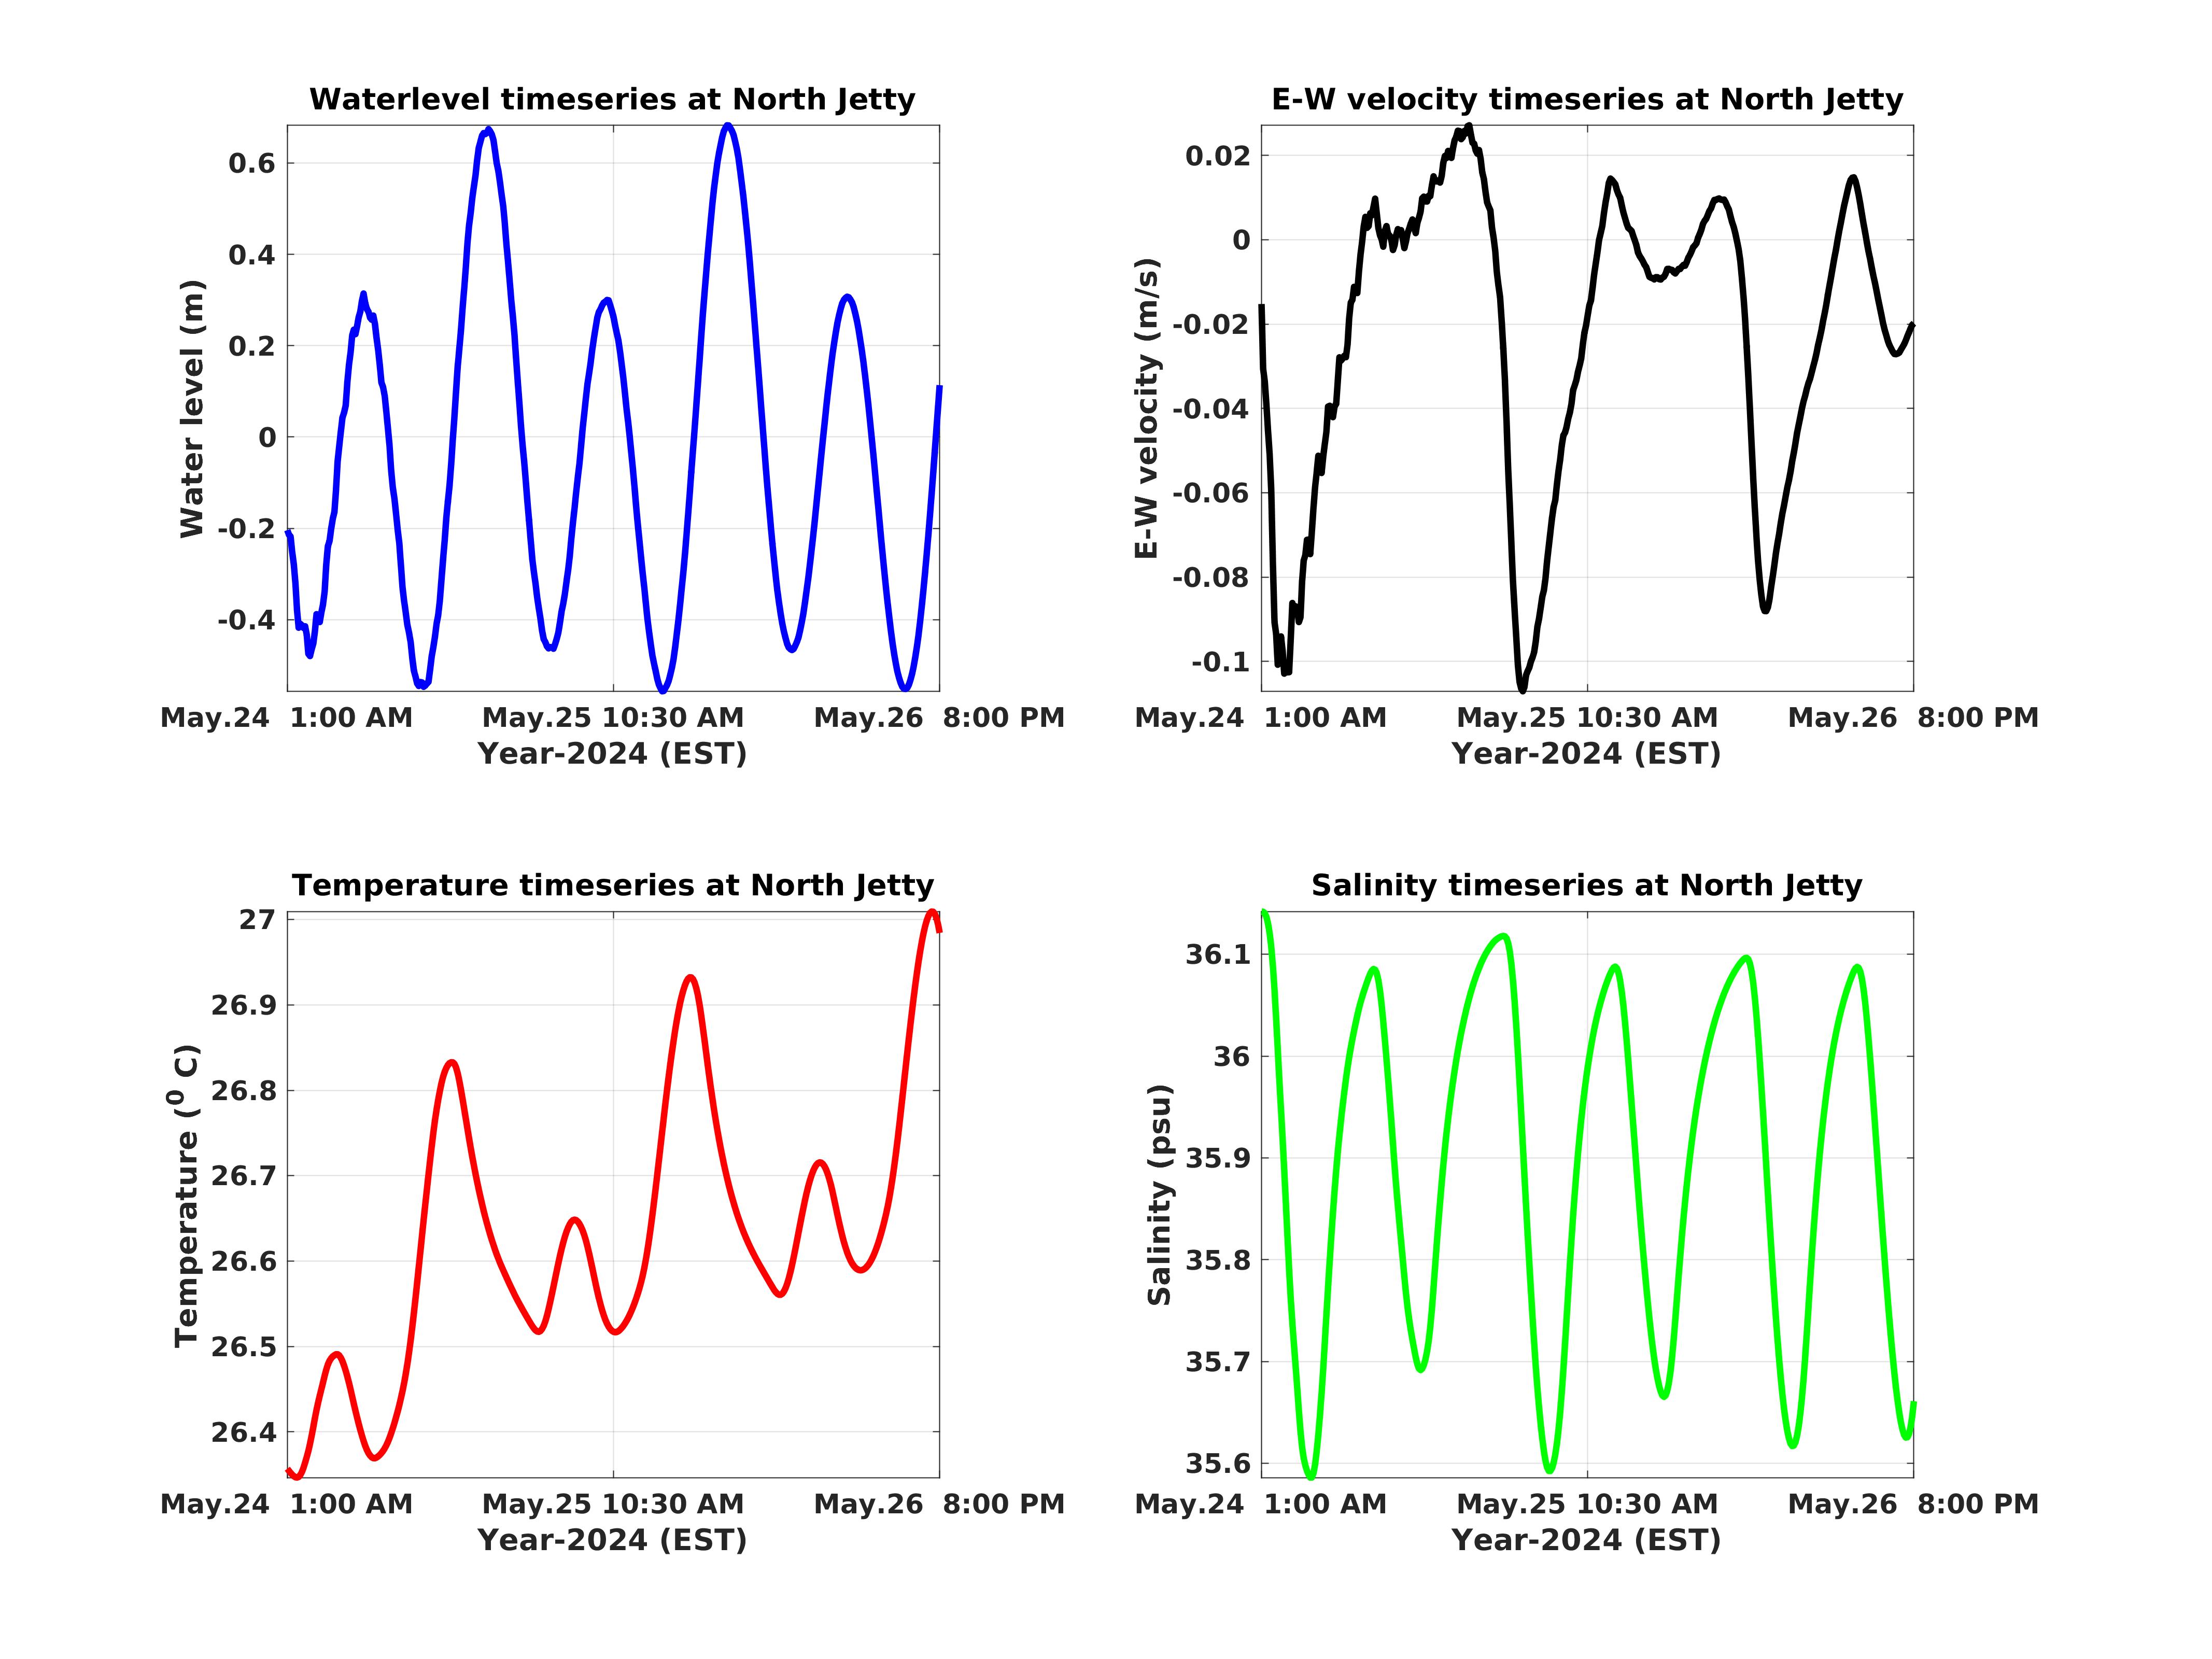 Waterlevel timeseries at North Jetty
0.6
0.4
0.2
0
-0.2
-0.4
Water level (m)
May.24 1:00 AM May.25 10:30 AM May.26 8:00 PM
Year-2024 (EST)
E-W velocity timeseries at North Jetty
0.02
0
-0.02
-0.04
-0.06
-0.08
-0.1
E-W velocity (m/s)
May.24 1:00 AM May.25 10:30 AM May.26 8:00 PM
Year-2024 (EST)
Temperature timeseries at North Jetty
27
26.9
26.8
26.7
26.6
26.5
26.4
Temperature (⁰ C)
May.24 1:00 AM May.25 10:30 AM May.26 8:00 PM
Year-2024 (EST)
Salinity timeseries at North Jetty
36.1
36
35.9
35.8
35.7
35.6
Salinity (psu)
May.24 1:00 AM May.25 10:30 AM May.26 8:00 PM
Year-2024 (EST)